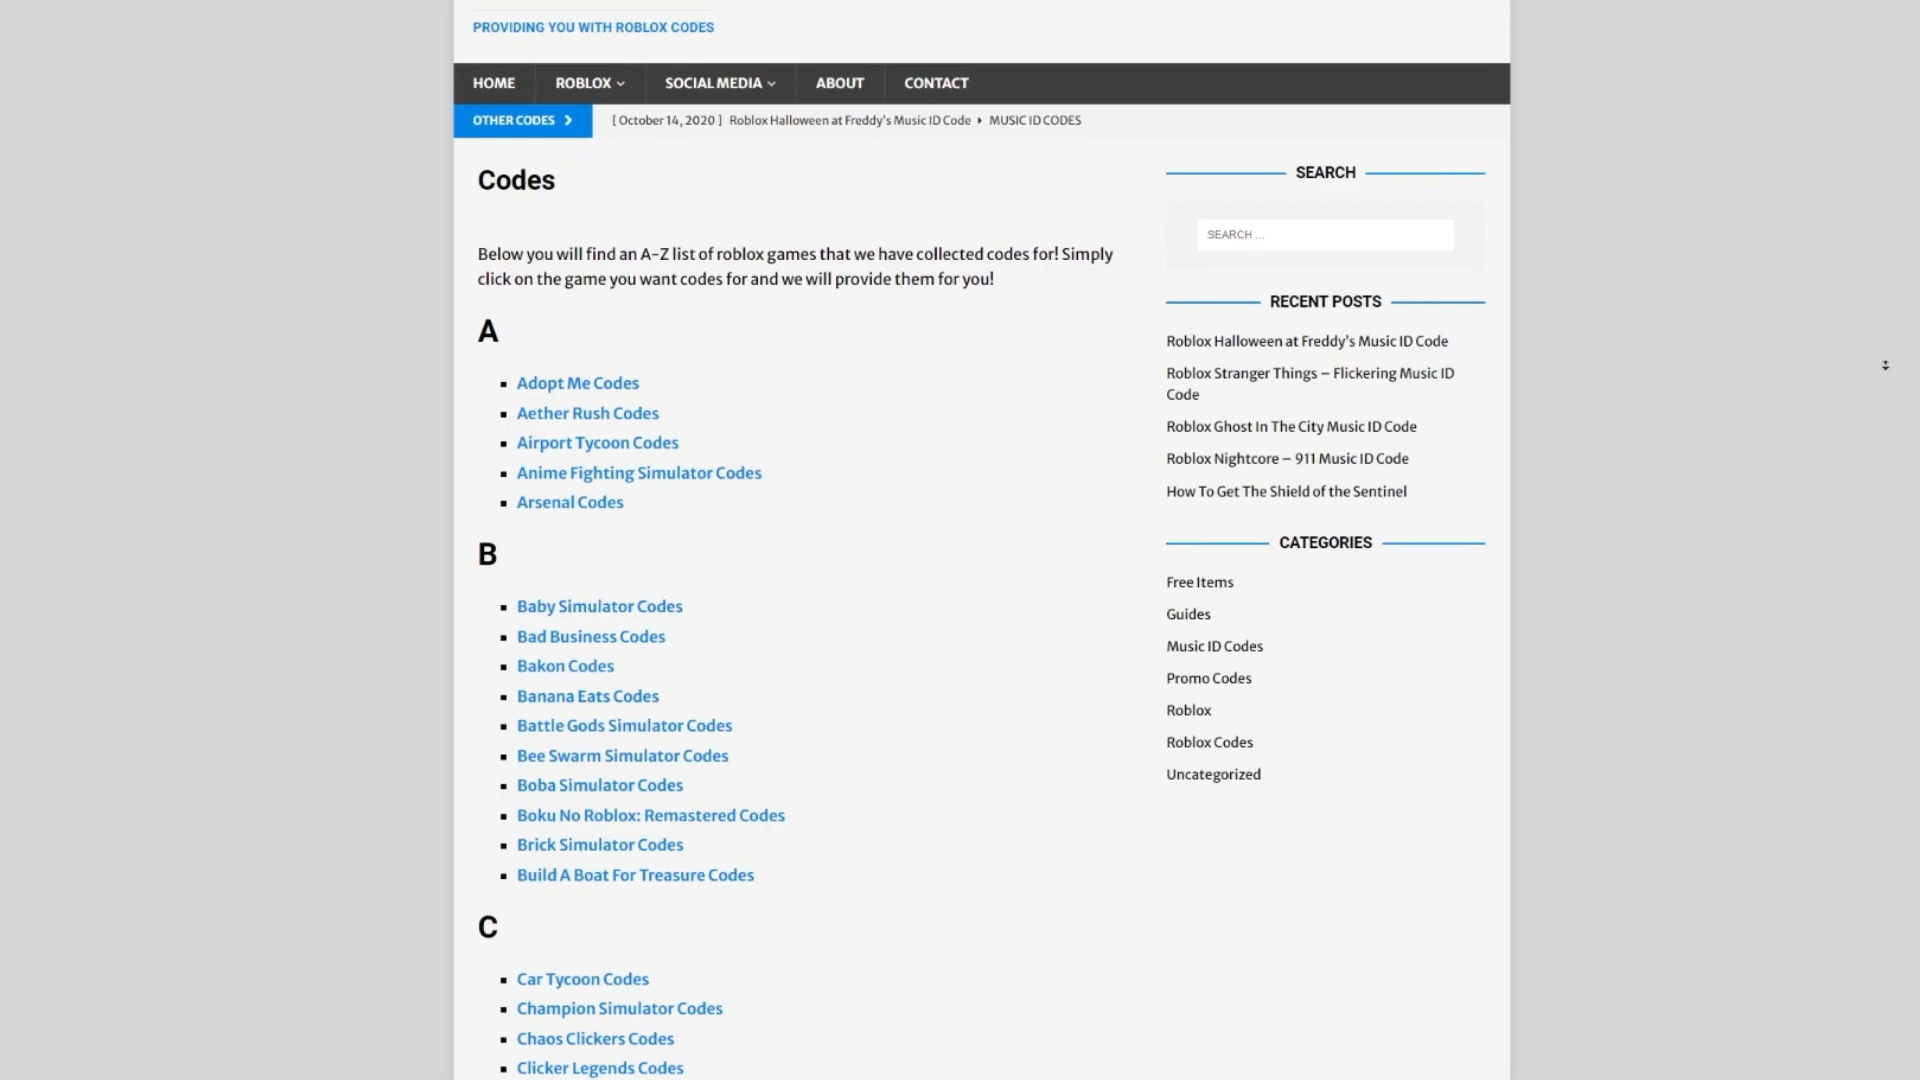 PROVIDING YOU WITH ROBLOX CODES
HOME ROBLOX SOCIAL MEDIA ABOUT CONTACT
OTHER CODES [ October 14, 2020 ] Roblox Halloween at Freddy's Music ID Code MUSIC ID CODES
Codes
Below you will find an A-Z list of roblox games that we have collected codes for! Simply
click on the game you want codes for and we will provide them for you!
A
Adopt Me Codes
Aether Rush Codes
Airport Tycoon Codes
Anime Fighting Simulator Codes
Arsenal Codes
B
Baby Simulator Codes
Bad Business Codes
Bakon Codes
Banana Eats Codes
Battle Gods Simulator Codes
Bee Swarm Simulator Codes
Boba Simulator Codes
Boku No Roblox: Remastered Codes
Brick Simulator Codes
Build A Boat For Treasure Codes
C
Car Tycoon Codes
Champion Simulator Codes
Chaos Clickers Codes
Clicker Legends Codes
SEARCH
SEARCH ...
RECENT POSTS
Roblox Halloween at Freddy's Music ID Code
Roblox Stranger Things – Flickering Music ID
Code
Roblox Ghost In The City Music ID Code
Roblox Nightcore – 911 Music ID Code
How To Get The Shield of the Sentinel
CATEGORIES
Free Items
Guides
Music ID Codes
Promo Codes
Roblox
Roblox Codes
Uncategorized